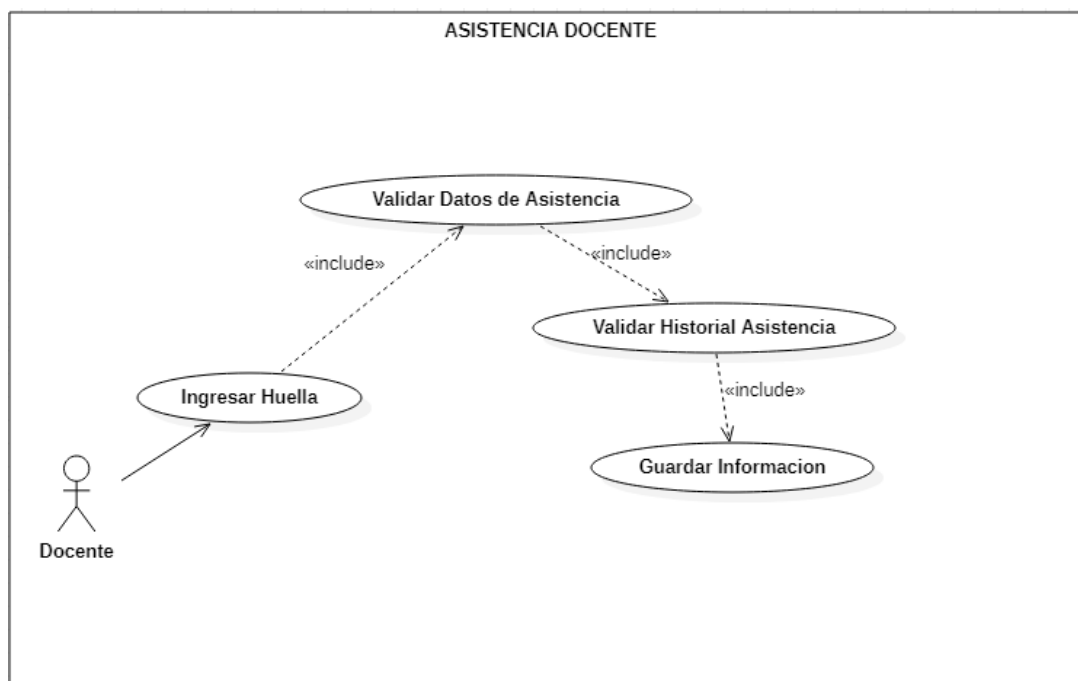 ASISTENCIA DOCENTE
Validar Datos de Asistencia
«include»
«include»
Validar Historial Asistencia
Ingresar Huella
«include»
Guardar Informacion
Docente